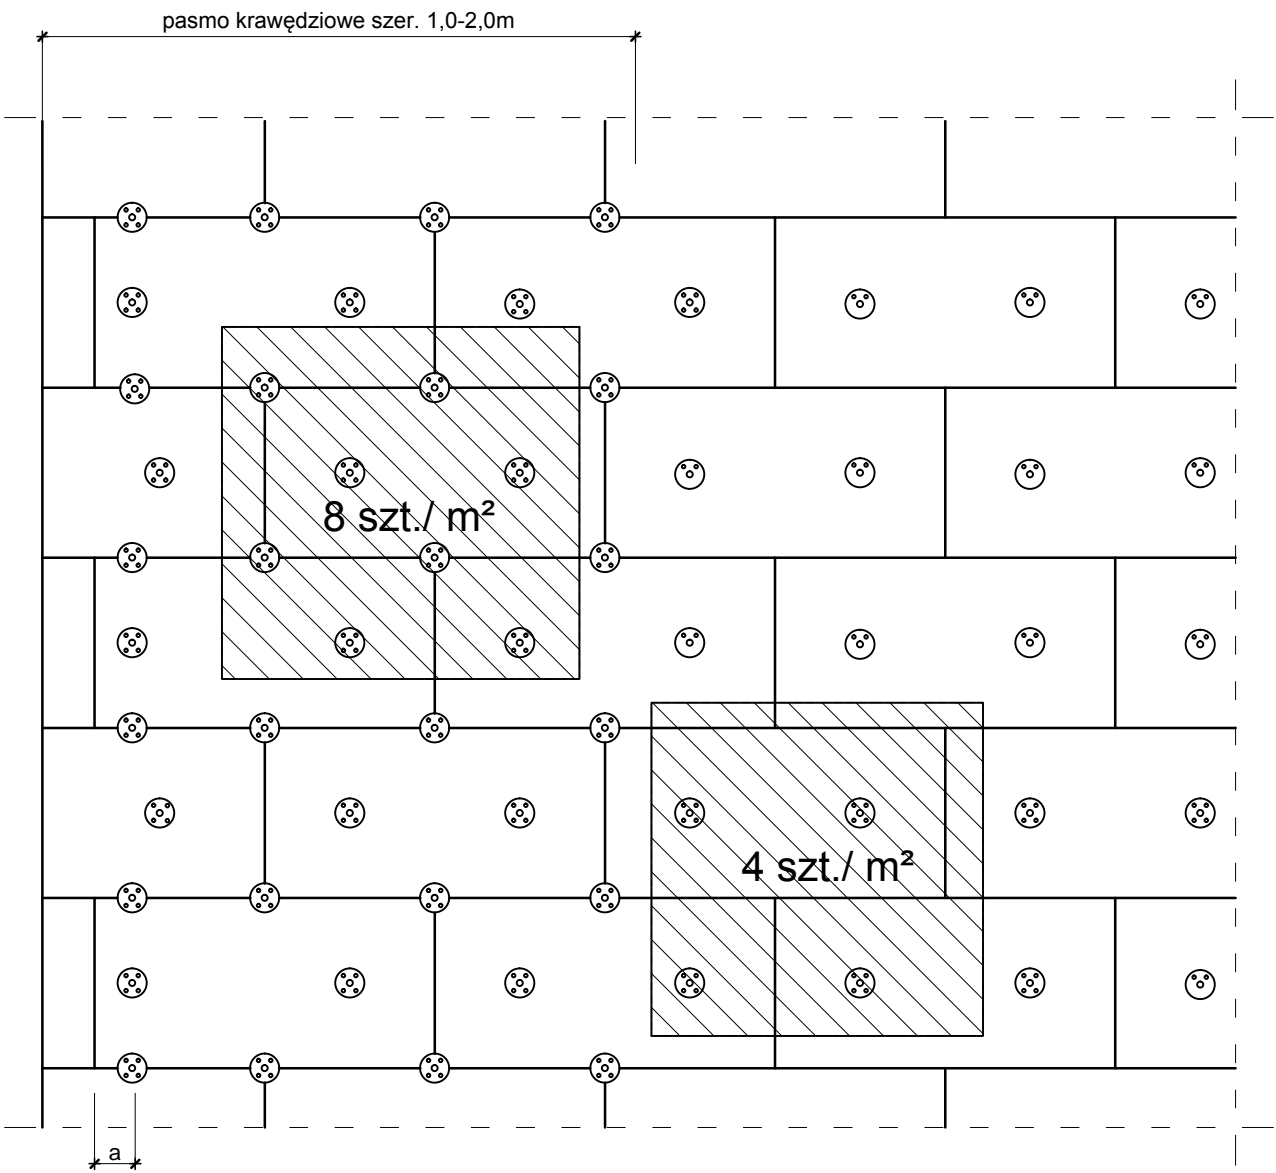 pasmo krawędziowe szer. 1,0-2,0m
8 szt./ m²
4 szt./ m²
a